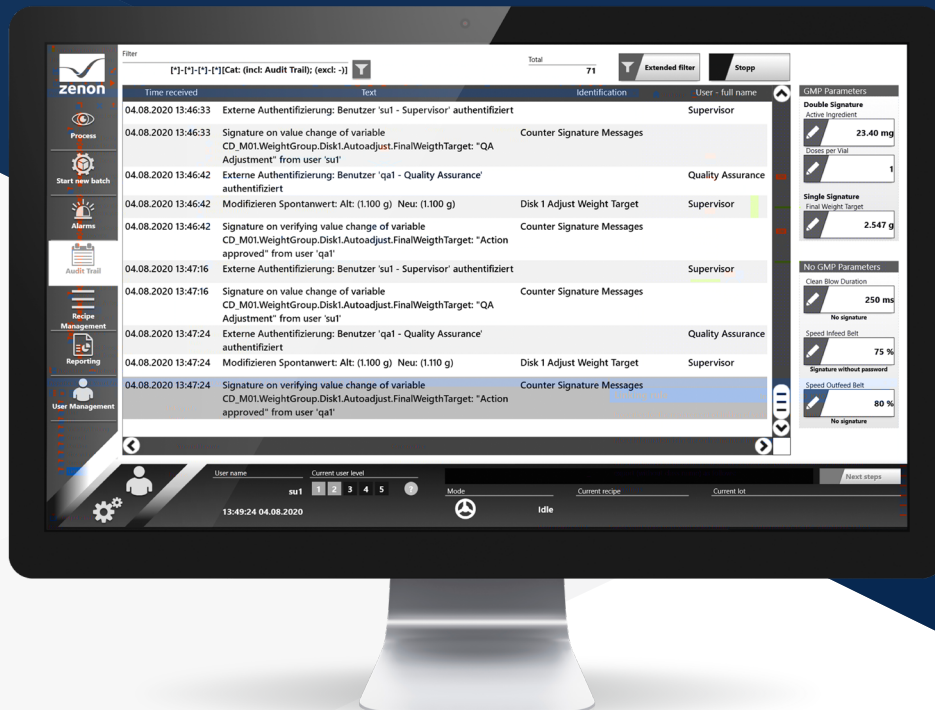 Filter
[*]-[*]-[*]-[*][Cat: (incl: Audit Trail); (excl: -)]
Total
71
Extended filter
Stopp
zenon
Process
Start new batch
Alarms
Audit Trail
Recipe
Management
Reporting
User Management
Time received Text Identification User - full name
04.08.2020 13:46:33 Externe Authentifizierung: Benutzer 'su1 - Supervisor' authentifiziert Supervisor
04.08.2020 13:46:33 Signature on value change of variable Counter Signature Messages
CD_M01.WeightGroup.Disk1.Autoadjust.FinalWeigthTarget: "QA
Adjustment" from user 'su1'
04.08.2020 13:46:42 Externe Authentifizierung: Benutzer 'qa1 - Quality Assurance' Quality Assurance
authentifiziert
04.08.2020 13:46:42 Modifizieren Spontanwert: Alt: (1.100 g) Neu: (1.100 g) Disk 1 Adjust Weight Target Supervisor
04.08.2020 13:46:42 Signature on verifying value change of variable Counter Signature Messages
CD_M01.WeightGroup.Disk1.Autoadjust.FinalWeigthTarget: "Action
approved" from user 'qa1'
04.08.2020 13:47:16 Externe Authentifizierung: Benutzer 'su1 - Supervisor' authentifiziert Supervisor
04.08.2020 13:47:16 Signature on value change of variable Counter Signature Messages
CD_M01.WeightGroup.Disk1.Autoadjust.FinalWeigthTarget: "QA
Adjustment" from user 'su1'
04.08.2020 13:47:24 Externe Authentifizierung: Benutzer 'qa1 - Quality Assurance' Quality Assurance
authentifiziert
04.08.2020 13:47:24 Modifizieren Spontanwert: Alt: (1.100 g) Neu: (1.110 g) Disk 1 Adjust Weight Target Supervisor
04.08.2020 13:47:24 Signature on verifying value change of variable Counter Signature Messages
CD_M01.WeightGroup.Disk1.Autoadjust.FinalWeigthTarget: "Action
approved" from user 'qa1'
GMP Parameters
Double Signature
Active Ingredient
23.40 mg
Doses per Vial
1
Single Signature
Final Weight Target
2.547 g
No GMP Parameters
Clean Blow Duration
250 ms
No signature
Speed Infeed Belt
75 %
Signature without password
Speed Outfeed Belt
80 %
No signature
User name Current user level
su1 1 2 3 4 5 ?
13:49:24 04.08.2020
Mode Current recipe Current lot
Idle
Next steps